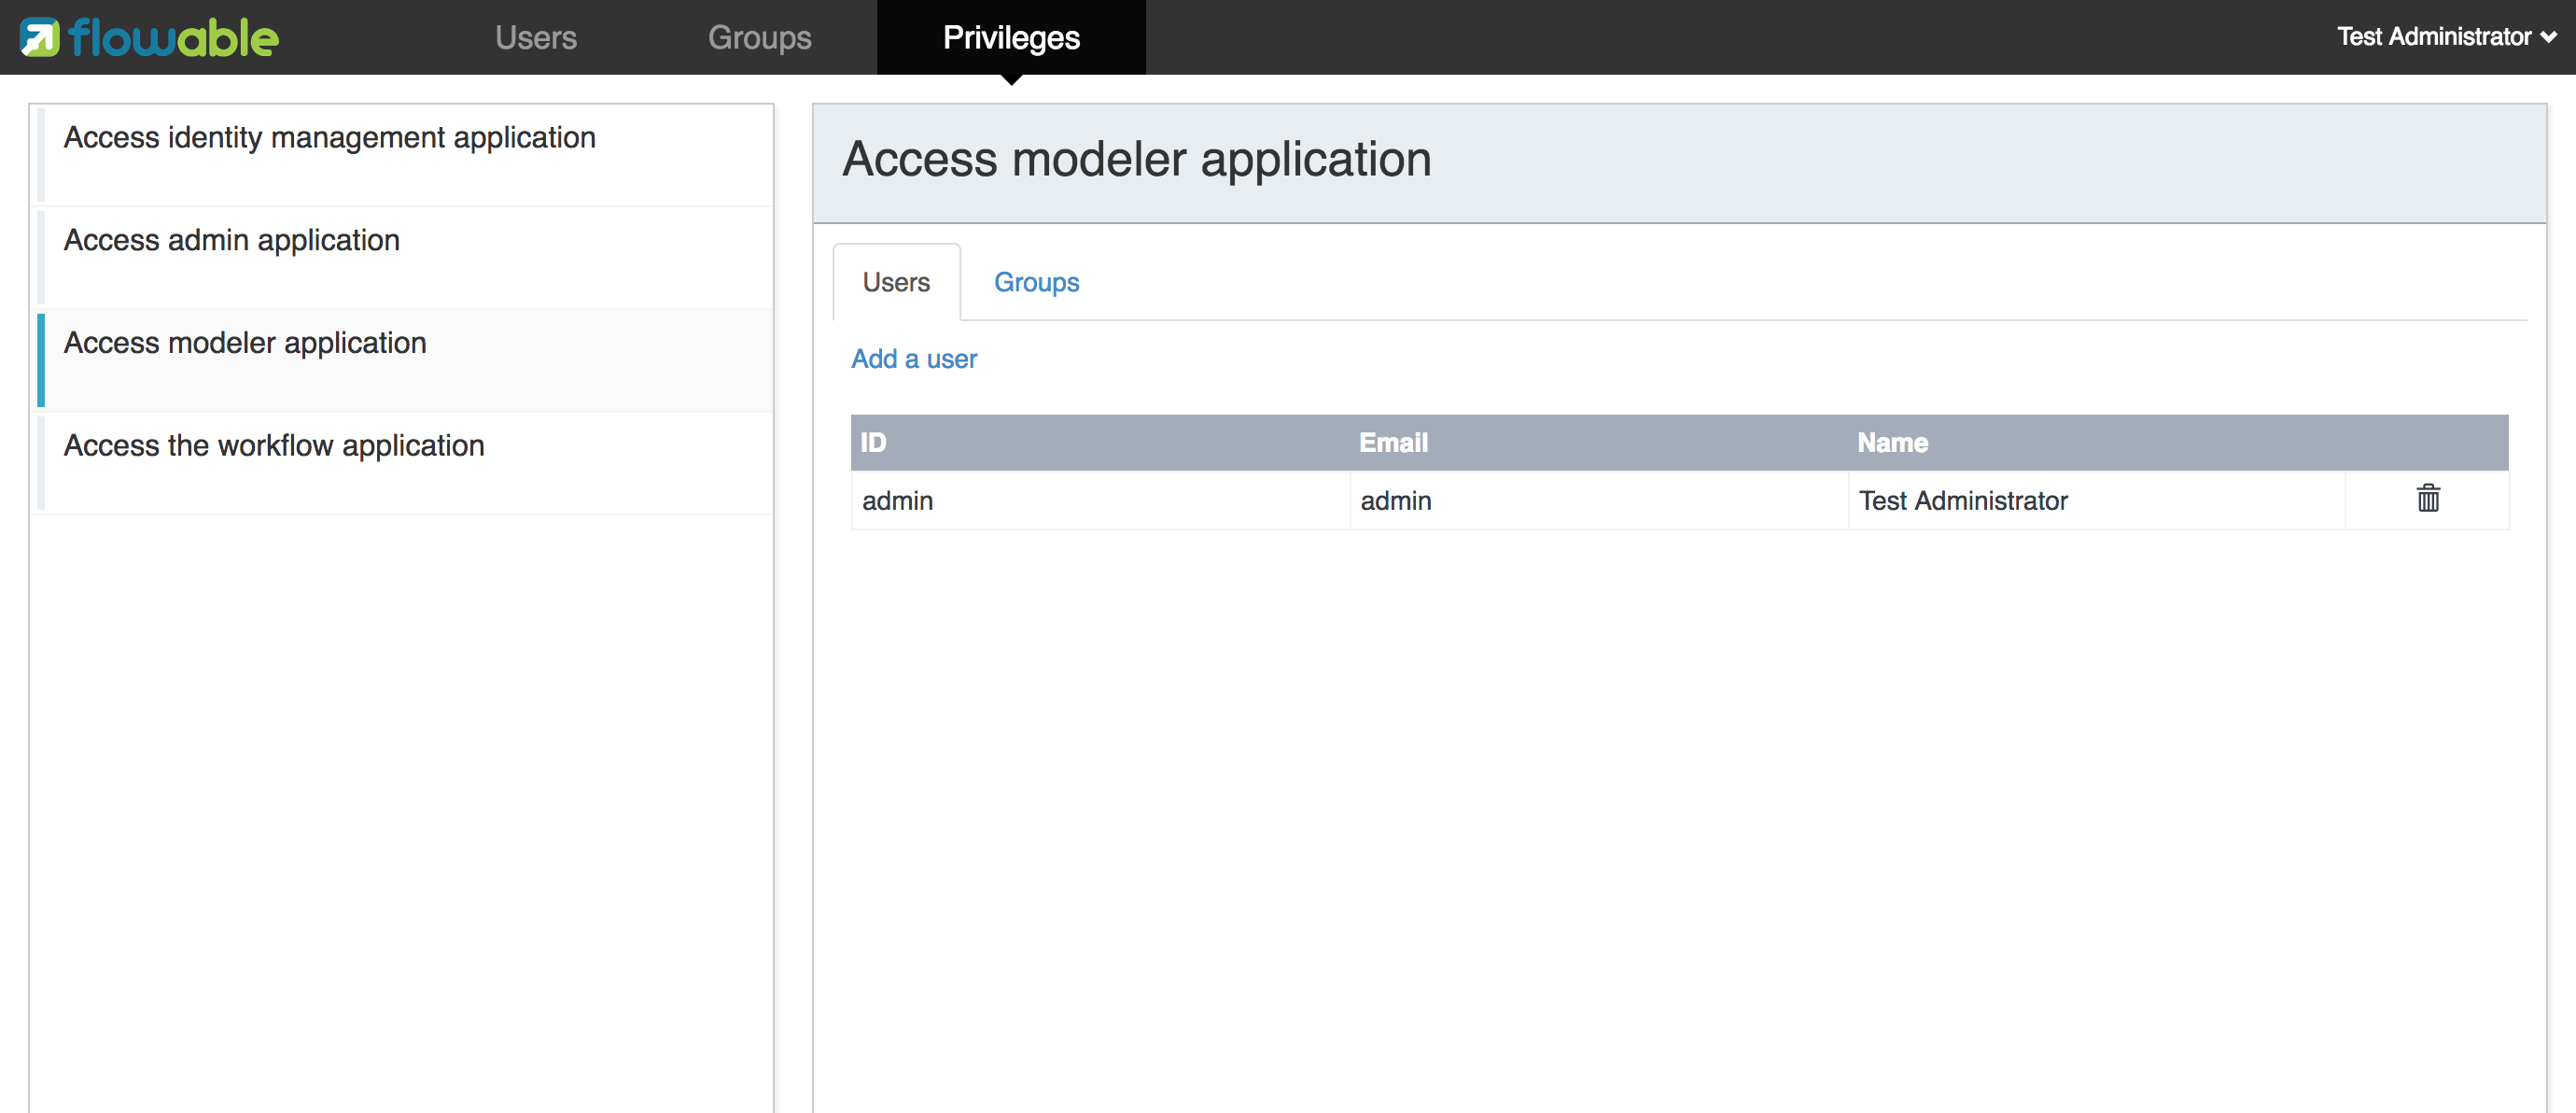 flowable Users Groups Privileges Test Administrator
Access identity management application
Access admin application
Access modeler application
Access the workflow application
Access modeler application
Users Groups
Add a user
ID Email Name
admin admin Test Administrator